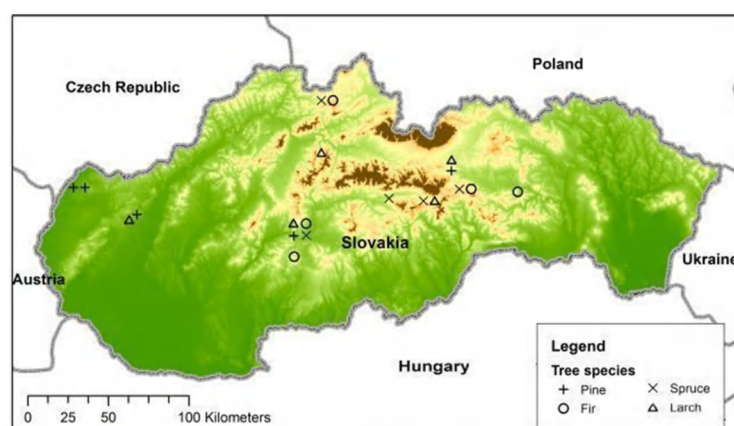 Czech Republic
Poland
Slovakia
Ukraine
Austria
Hungary
Legend
Tree species
Pine
Spruce
Fir
Larch
0 25 50 100 Kilometers